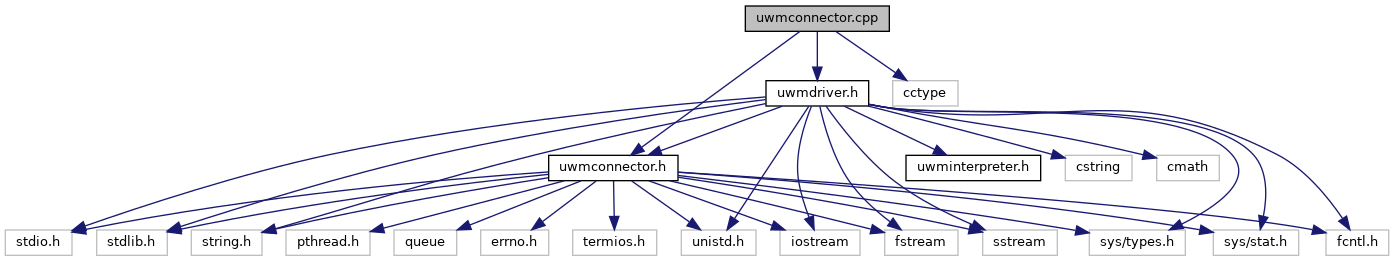 uwmconnector.cpp
uwmdriver.h
cctype
uwmconnector.h
uwminterpreter.h
cstring
cmath
stdio.h
stdlib.h
string.h
pthread.h
queue
errno.h
termios.h
unistd.h
iostream
fstream
sstream
sys/types.h
sys/stat.h
fcntl.h